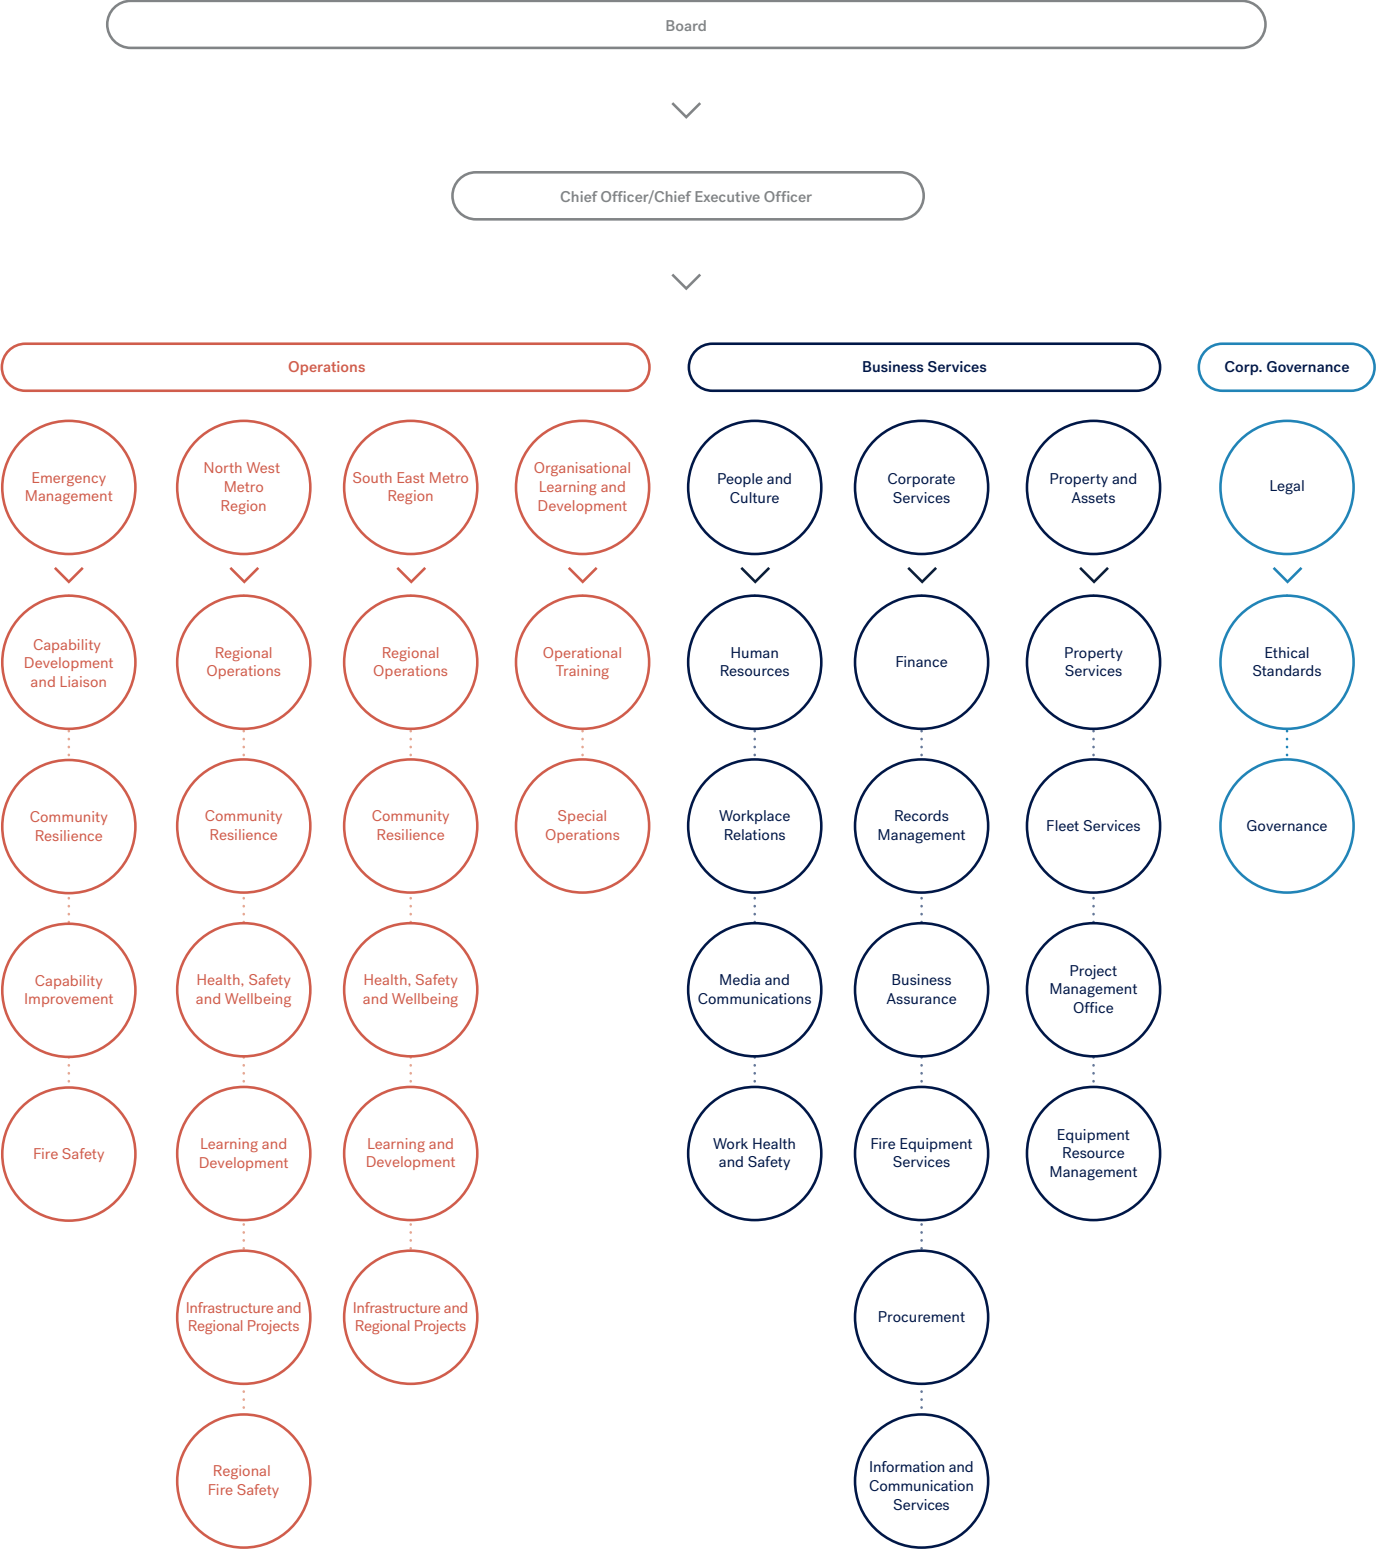 Board
Chief Officer/Chief Executive Officer
Operations
Emergency
Management
Capability
Development
and Liaison
Community
Resilience
Capability
Improvement
Fire Safety
North West
Metro
Region
Regional
Operations
Community
Resilience
Health, Safety
and Wellbeing
Learning and
Development
Infrastructure and
Regional Projects
Regional
Fire Safety
South East Metro
Region
Regional
Operations
Community
Resilience
Health, Safety
and Wellbeing
Learning and
Development
Infrastructure and
Regional Projects
Organisational
Learning and
Development
Operational
Training
Special
Operations
Business Services
People and
Culture
Human
Resources
Workplace
Relations
Media and
Communications
Work Health
and Safety
Corporate
Services
Finance
Records
Management
Business
Assurance
Fire Equipment
Services
Procurement
Information and
Communication
Services
Property and
Assets
Property
Services
Fleet Services
Project
Management
Office
Equipment
Resource
Management
Corp. Governance
Legal
Ethical
Standards
Governance